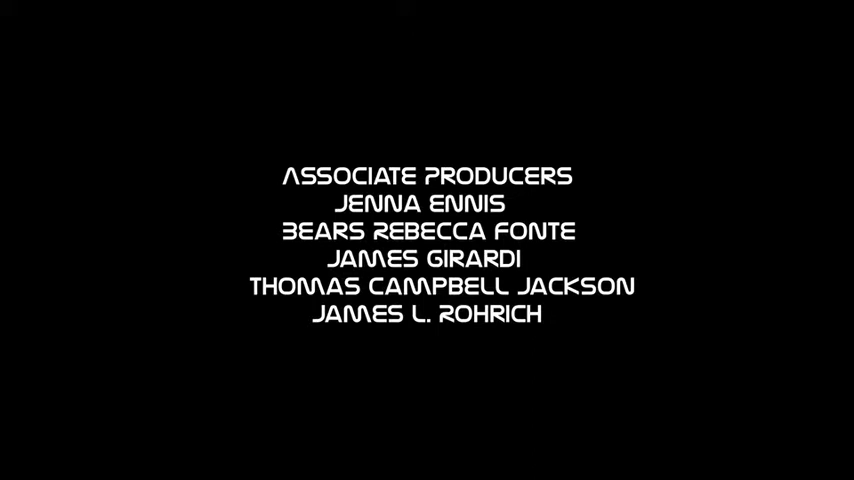 ASSOCIATE PRODUCERS
JENNA ENNIS
BEARS REBECCA FONTE
JAMES GIRARDI
THOMAS CAMPBELL JACKSON
JAMES L. ROHRICH